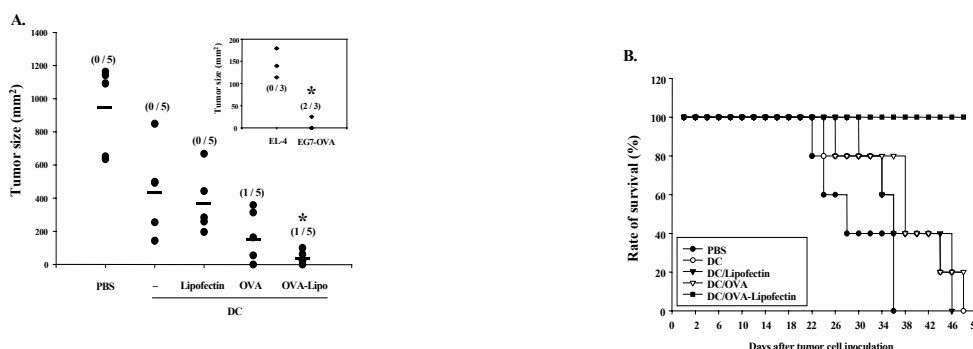 A.
1400
1200
1000
800
600
400
200
0
Tumor size (mm²)
(0 / 5)
(0 / 5)
(0 / 5)
(1 / 5)
*
(1 / 5)
PBS
–
Lipofectin
OVA
OVA-Lipo
DC
200
150
100
50
0
Tumor size (mm²)
(0 / 3)
*
(2 / 3)
EL-4
EG7-OVA
B.
120
100
80
60
40
20
0
Rate of survival (%)
PBS
DC
DC/Lipofectin
DC/OVA
DC/OVA-Lipofectin
0 2 6 10 14 18 22 26 30 34 38 42 46
Days after tumor cell inoculation